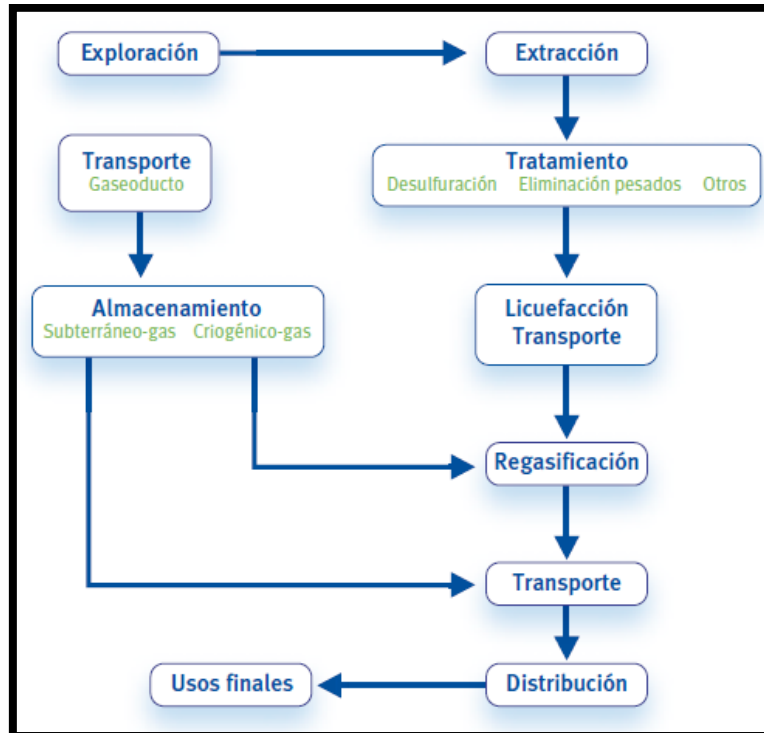 Exploración
Extracción
Transporte
Gaseoducto
Tratamiento
Desulfuración Eliminación pesados Otros
Almacenamiento
Subterráneo-gas Criogénico-gas
Licuefacción
Transporte
Regasificación
Transporte
Usos finales
Distribución